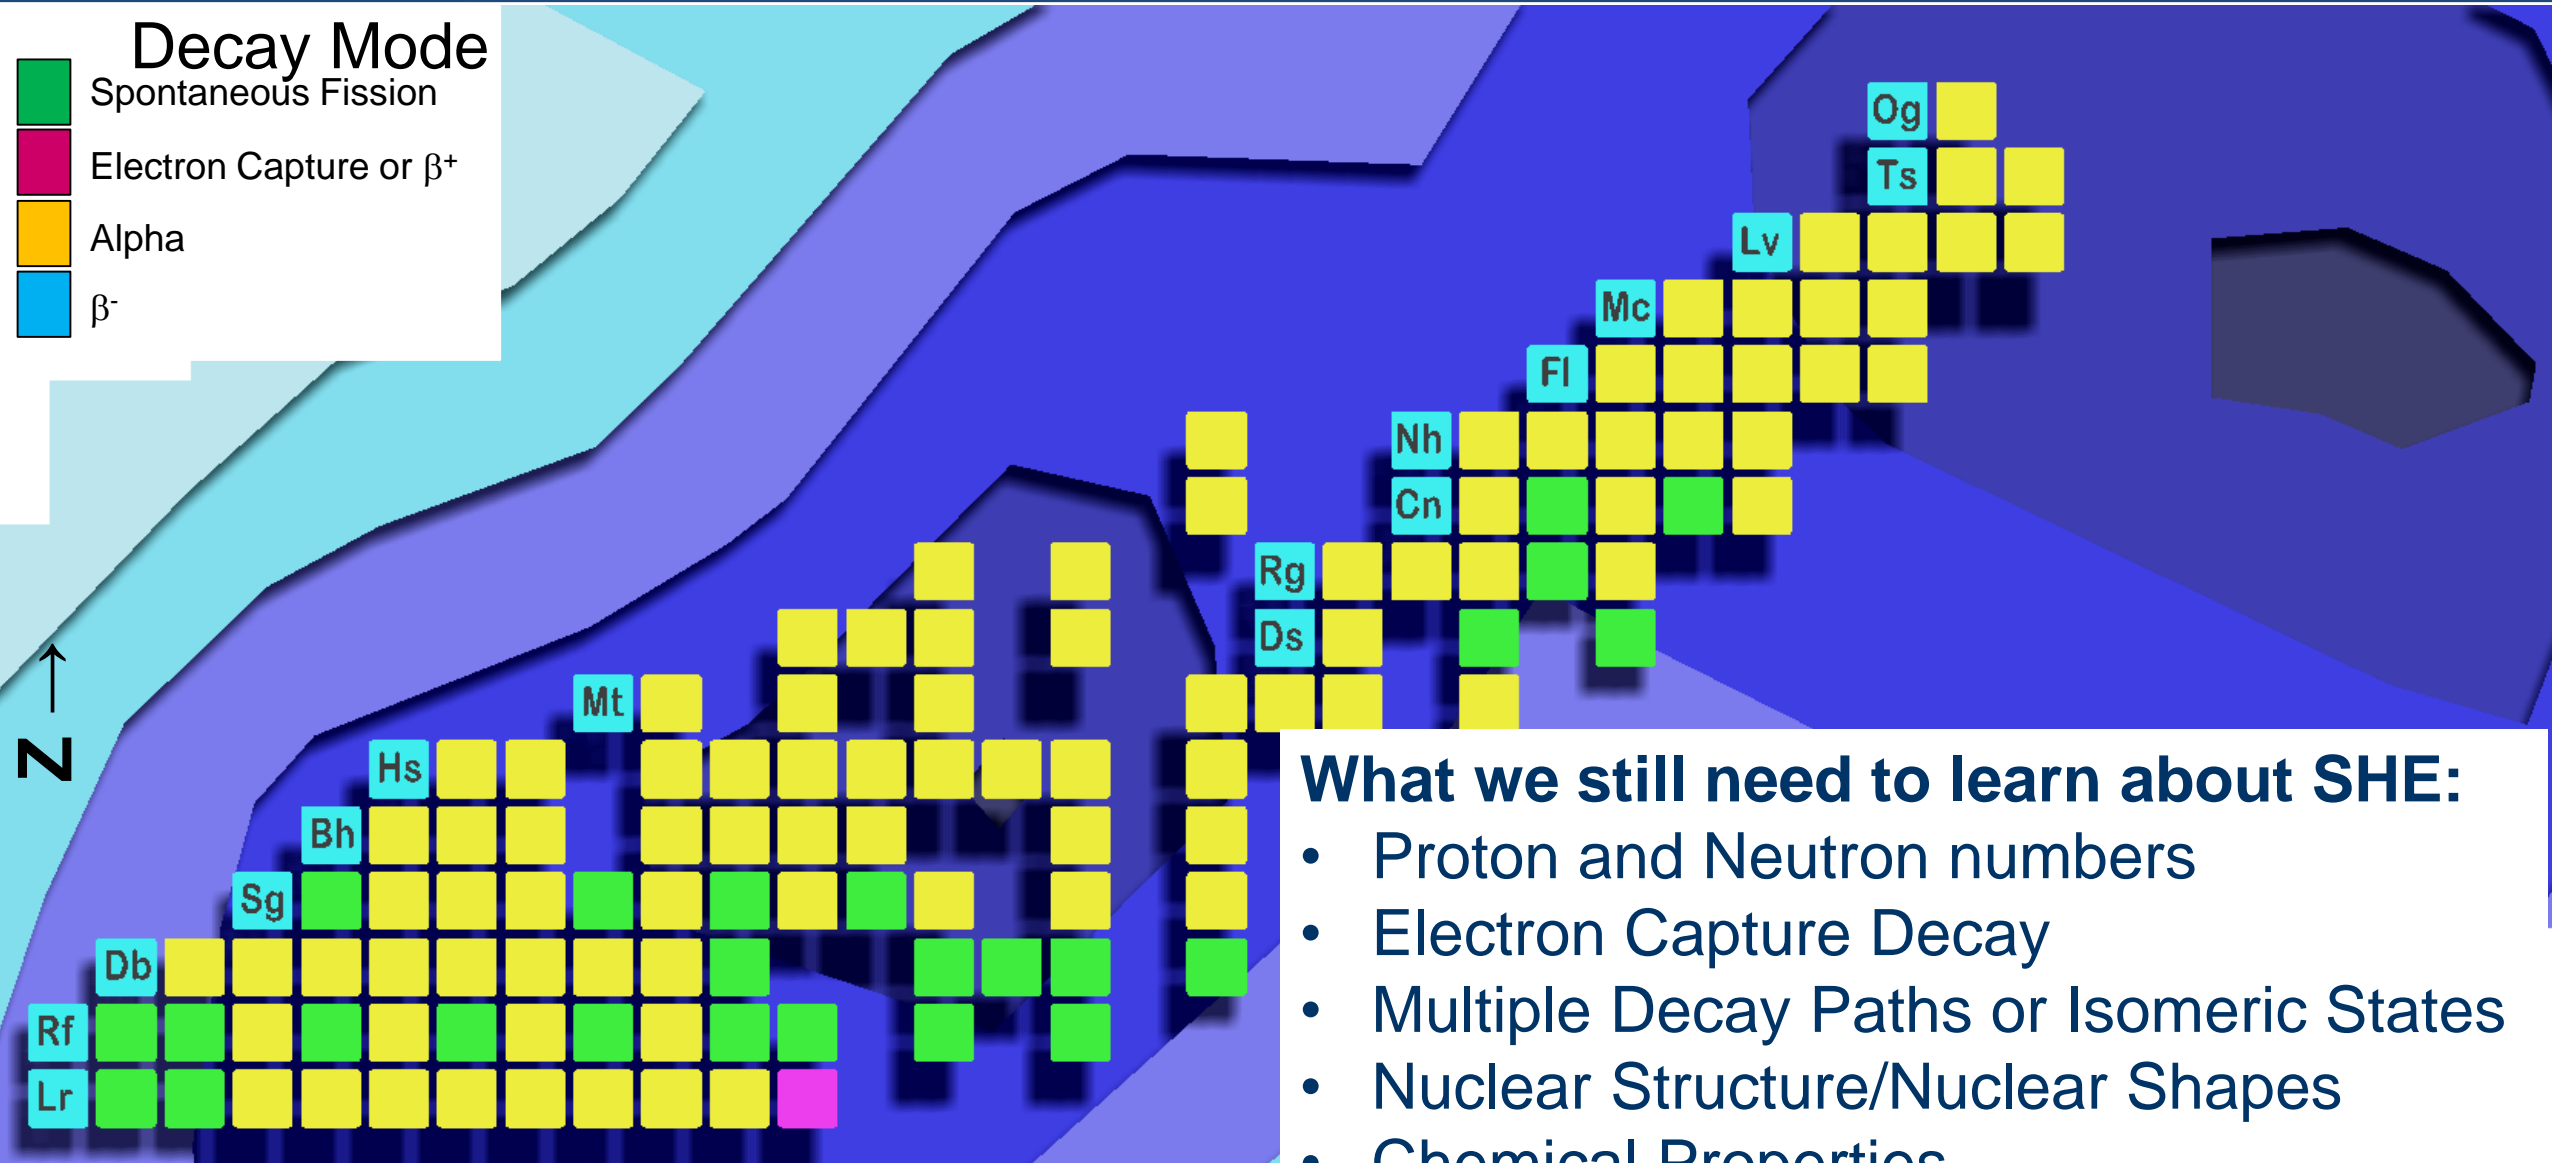 Decay Mode
Spontaneous Fission
Electron Capture or β+
Alpha
β-
Og
Ts
Lv
Mc
Fl
Nh
Cn
Rg
Ds
Mt
Hs
Bh
Sg
Db
Rf
Lr
Z →
What we still need to learn about SHE:
• Proton and Neutron numbers
• Electron Capture Decay
• Multiple Decay Paths or Isomeric States
• Nuclear Structure/Nuclear Shapes
• Chemical Properties